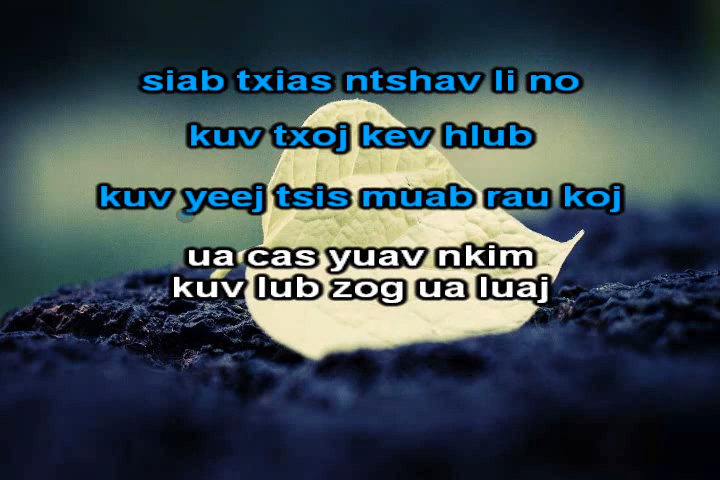 siab txias ntshav li no
kuv txoj kev hlub
kuv yeej tsis muab rau koj
ua cas yuav nkim
kuv lub zog ua luaj